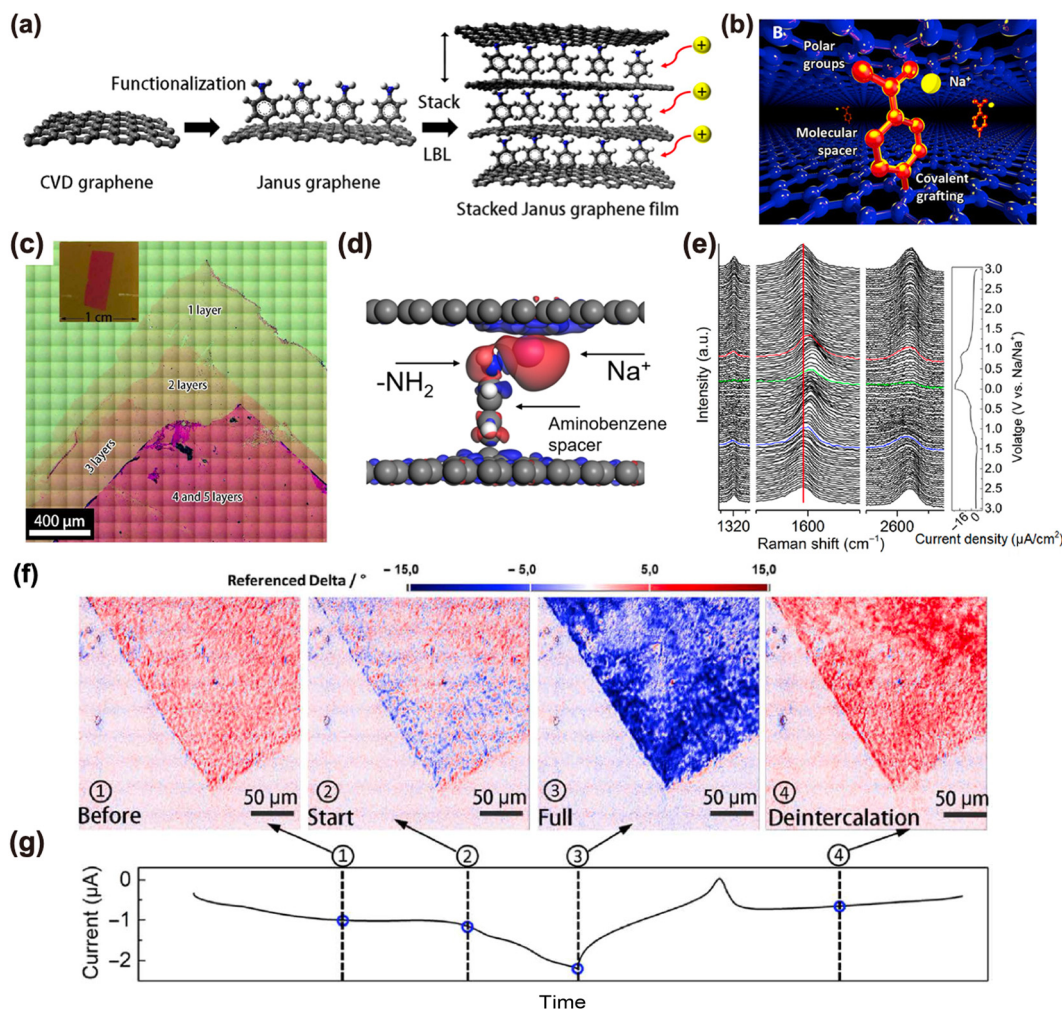 (a)
Functionalization
Stack
LBL
CVD graphene
Janus graphene
Stacked Janus graphene film
+
+
+
(b)
B
Polar
groups
Na⁺
Molecular
spacer
Covalent
grafting
(c)
1 cm
1 layer
2 layers
3 layers
4 and 5 layers
400 µm
(d)
-NH₂
Na⁺
Aminobenzene
spacer
(e)
Intensity (a.u.)
1320
1600
2600
Raman shift (cm⁻¹)
3.0
2.5
2.0
1.5
1.0
0.5
0.0
0.5
1.0
1.5
2.0
2.5
3.0
Volatge (V vs. Na/Na⁺)
-16
0
Current density (µA/cm²)
(f)
Referenced Delta / °
- 15,0
- 5,0
5,0
15,0
① Before
50 µm
② Start
50 µm
③ Full
50 µm
④ Deintercalation
50 µm
(g)
① ② ③ ④
Current (µA)
0
-1
-2
Time